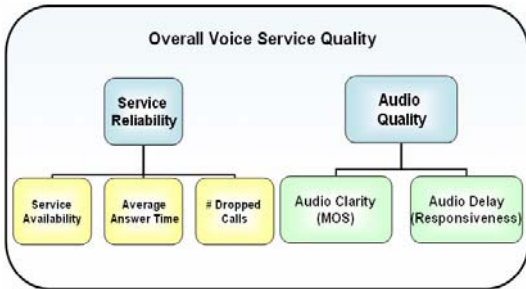 Overall Voice Service Quality
Service
Reliability
Audio
Quality
Service
Availability
Average
Answer Time
# Dropped
Calls
Audio Clarity
(MOS)
Audio Delay
(Responsiveness)